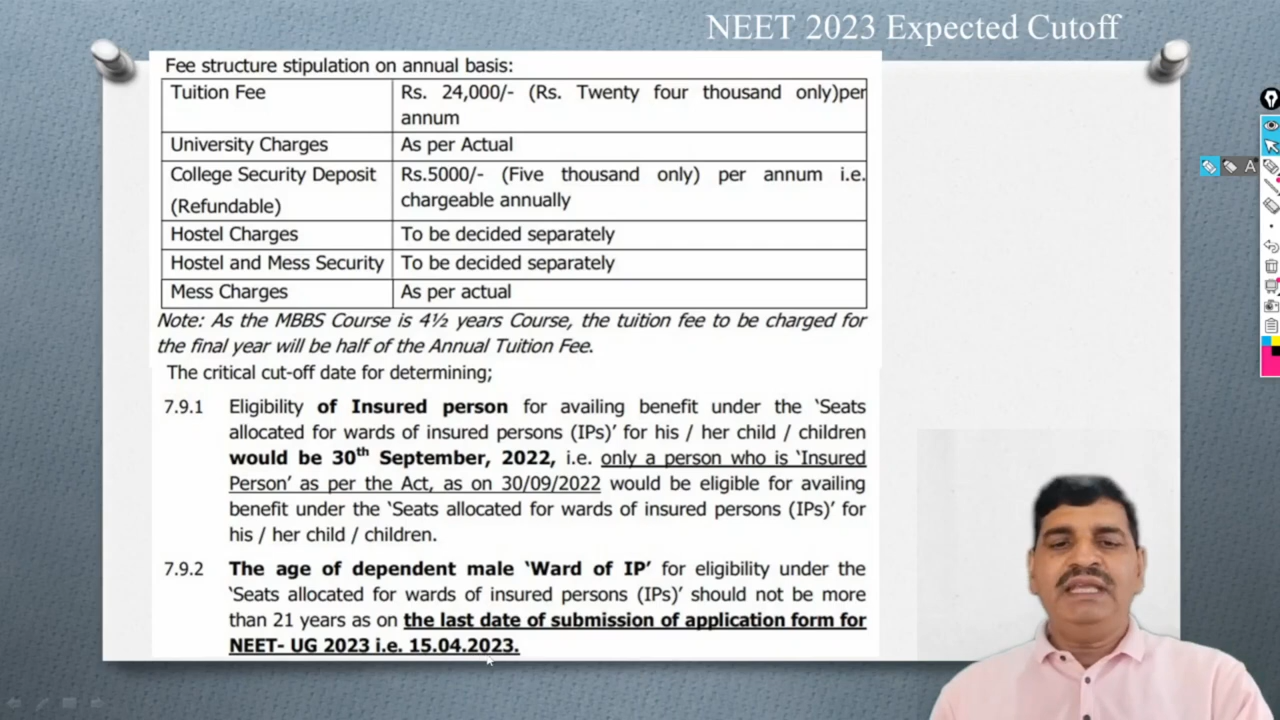 NEET 2023 Expected Cutoff
Fee structure stipulation on annual basis:
Tuition Fee Rs. 24,000/- (Rs. Twenty four thousand only)per
annum
University Charges As per Actual
College Security Deposit Rs.5000/- (Five thousand only) per annum i.e.
(Refundable) chargeable annually
Hostel Charges To be decided separately
Hostel and Mess Security To be decided separately
Mess Charges As per actual
Note: As the MBBS Course is 4½ years Course, the tuition fee to be charged for
the final year will be half of the Annual Tuition Fee.
The critical cut-off date for determining;
7.9.1 Eligibility of Insured person for availing benefit under the ‘Seats
allocated for wards of insured persons (IPs)’ for his / her child / children
would be 30th September, 2022, i.e. only a person who is ‘Insured
Person’ as per the Act, as on 30/09/2022 would be eligible for availing
benefit under the ‘Seats allocated for wards of insured persons (IPs)’ for
his / her child / children.
7.9.2 The age of dependent male ‘Ward of IP’ for eligibility under the
‘Seats allocated for wards of insured persons (IPs)’ should not be more
than 21 years as on the last date of submission of application form for
NEET- UG 2023 i.e. 15.04.2023.
A